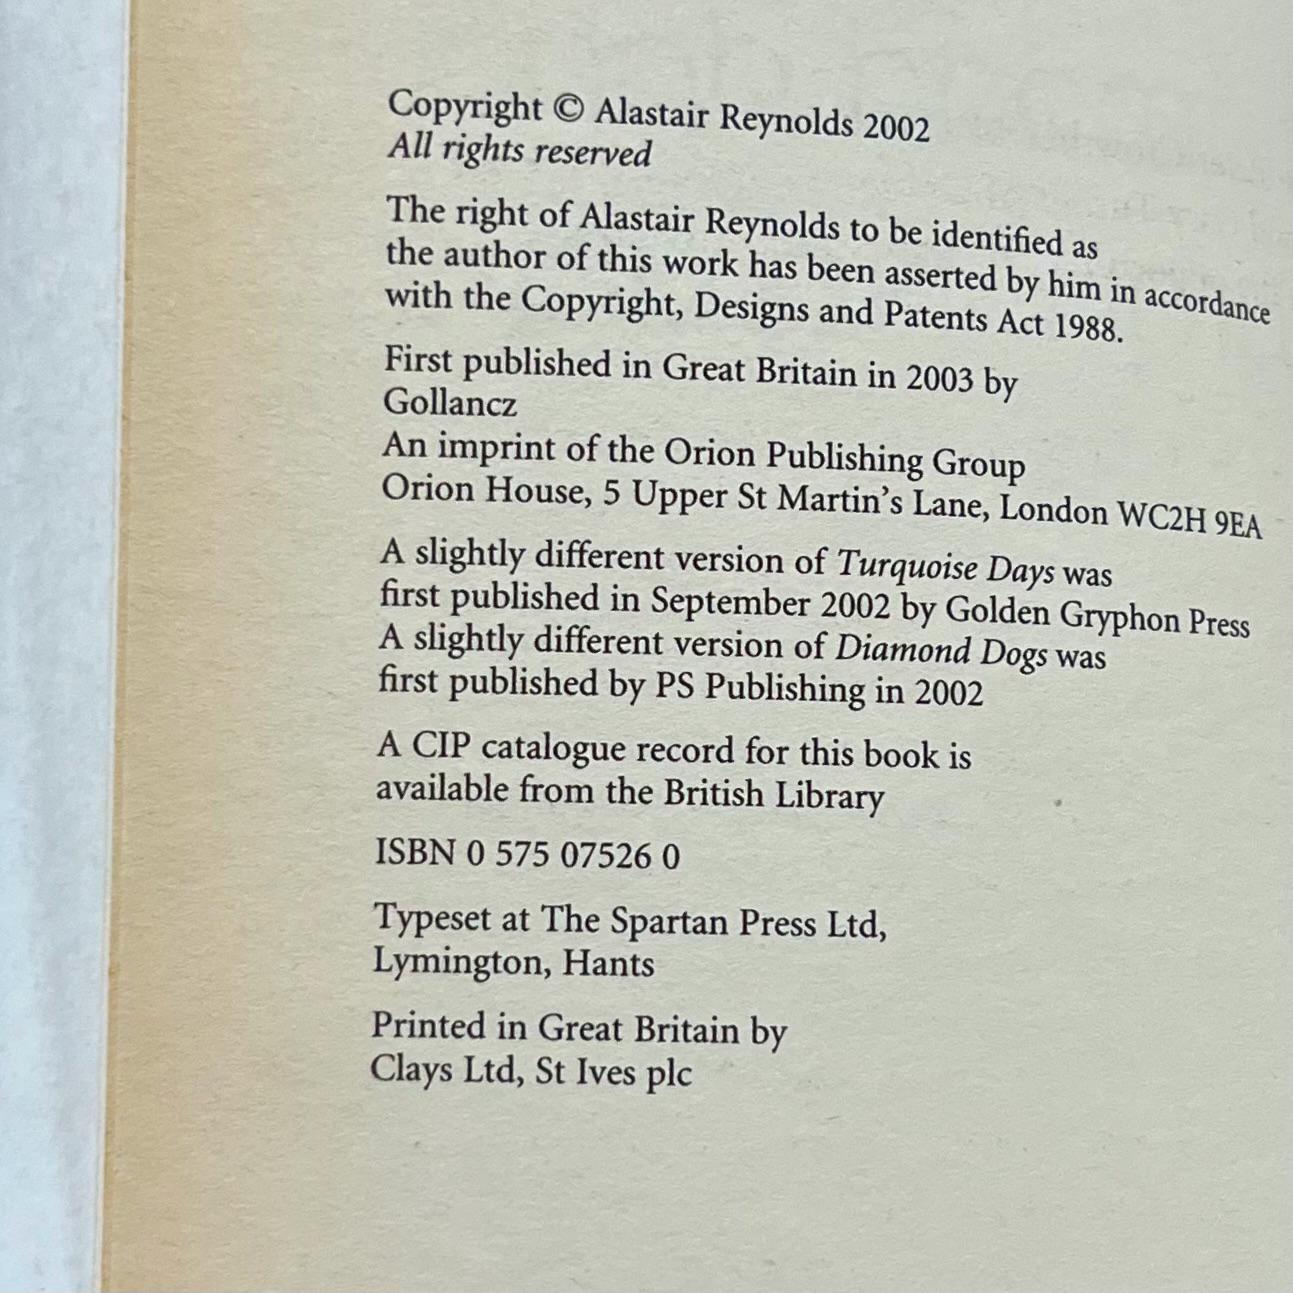 Copyright © Alastair Reynolds 2002
All rights reserved
The right of Alastair Reynolds to be identified as
the author of this work has been asserted by him in accordance
with the Copyright, Designs and Patents Act 1988.
First published in Great Britain in 2003 by
Gollancz
An imprint of the Orion Publishing Group
Orion House, 5 Upper St Martin’s Lane, London WC2H 9EA
A slightly different version of Turquoise Days was
first published in September 2002 by Golden Gryphon Press
A slightly different version of Diamond Dogs was
first published by PS Publishing in 2002
A CIP catalogue record for this book is
available from the British Library
ISBN 0 575 07526 0
Typeset at The Spartan Press Ltd,
Lymington, Hants
Printed in Great Britain by
Clays Ltd, St Ives plc